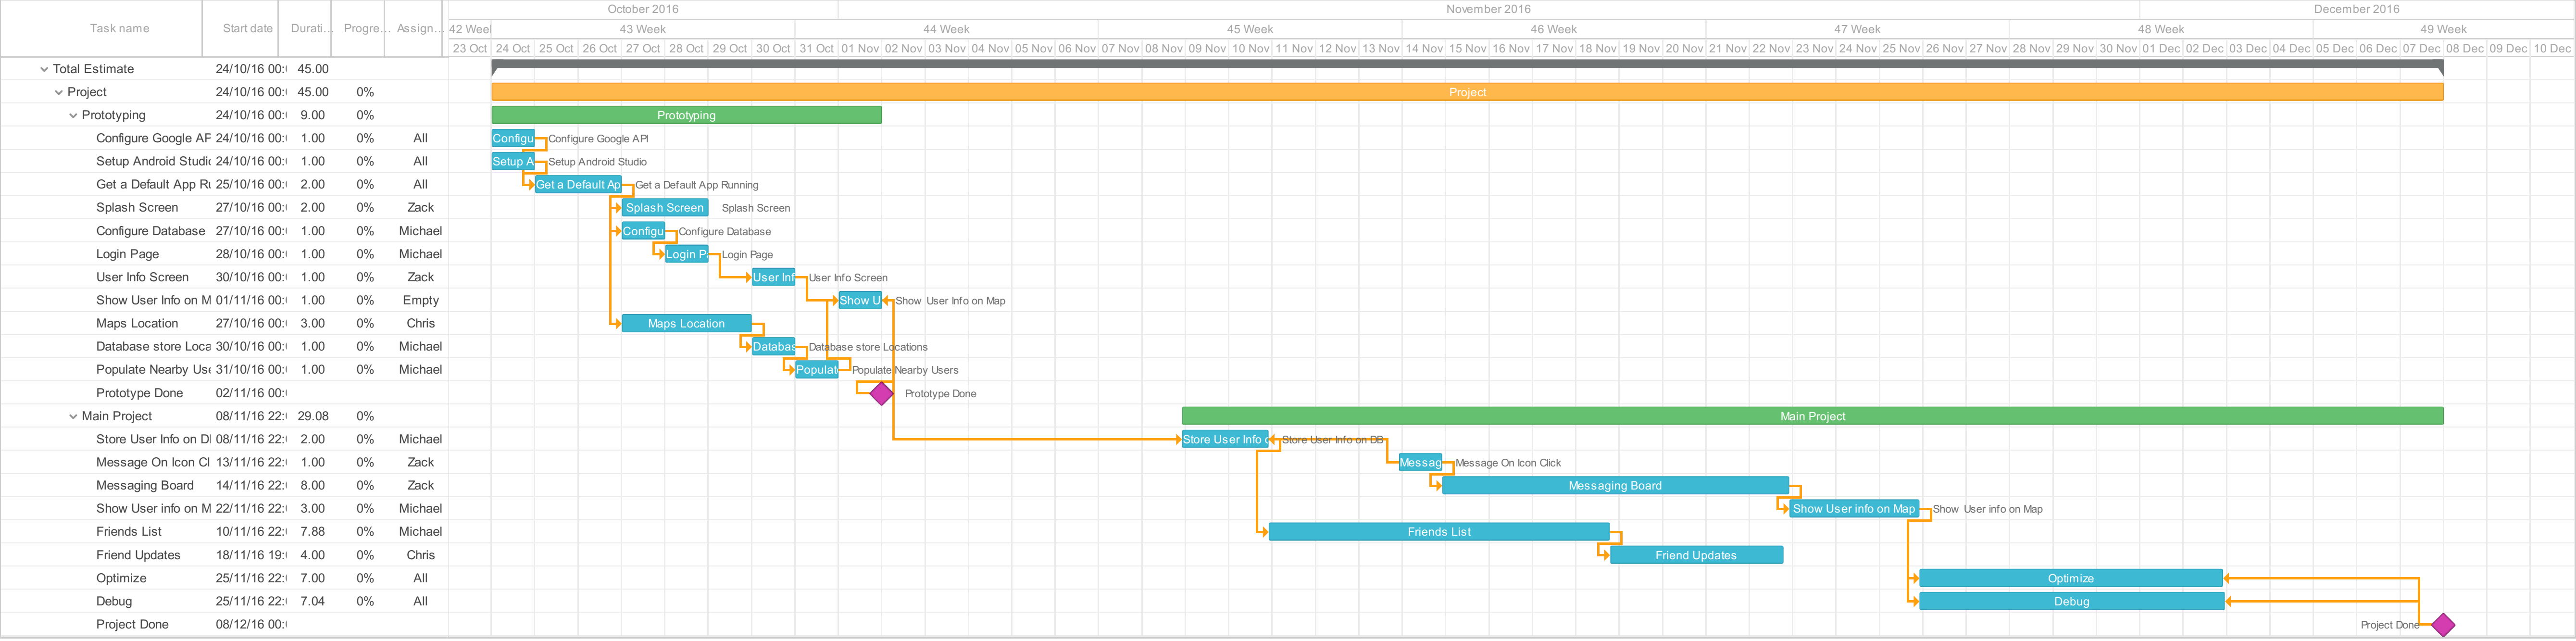 October 2016 November 2016 December 2016
Task name Start date Durati... Progre... Assign... 42 Weel 43 Week 44 Week 45 Week 46 Week 47 Week 48 Week 49 Week
23 Oct 24 Oct 25 Oct 26 Oct 27 Oct 28 Oct 29 Oct 30 Oct 31 Oct 01 Nov 02 Nov 03 Nov 04 Nov 05 Nov 06 Nov 07 Nov 08 Nov 09 Nov 10 Nov 11 Nov 12 Nov 13 Nov 14 Nov 15 Nov 16 Nov 17 Nov 18 Nov 19 Nov 20 Nov 21 Nov 22 Nov 23 Nov 24 Nov 25 Nov 26 Nov 27 Nov 28 Nov 29 Nov 30 Nov 01 Dec 02 Dec 03 Dec 04 Dec 05 Dec 06 Dec 07 Dec 08 Dec 09 Dec 10 Dec
Total Estimate 24/10/16 00: 45.00
Project 24/10/16 00: 45.00 0% Project
Prototyping 24/10/16 00: 9.00 0% Prototyping
Configure Google AP 24/10/16 00: 1.00 0% All Configu Configure Google API
Setup Android Studio 24/10/16 00: 1.00 0% All Setup A Setup Android Studio
Get a Default App Ru 25/10/16 00: 2.00 0% All Get a Default Ap Get a Default App Running
Splash Screen 27/10/16 00: 2.00 0% Zack Splash Screen Splash Screen
Configure Database 27/10/16 00: 1.00 0% Michael Configu Configure Database
Login Page 28/10/16 00: 1.00 0% Michael Login P Login Page
User Info Screen 30/10/16 00: 1.00 0% Zack User Inf User Info Screen
Show User Info on M 01/11/16 00: 1.00 0% Empty Show U Show User Info on Map
Maps Location 27/10/16 00: 3.00 0% Chris Maps Location
Database store Loca 30/10/16 00: 1.00 0% Michael Databas Database store Locations
Populate Nearby Use 31/10/16 00: 1.00 0% Michael Populat Populate Nearby Users
Prototype Done 02/11/16 00: Prototype Done
Main Project 08/11/16 22: 29.08 0% Main Project
Store User Info on D 08/11/16 22: 2.00 0% Michael Store User Info o Store User Info on DB
Message On Icon Cl 13/11/16 22: 1.00 0% Zack Messag Message On Icon Click
Messaging Board 14/11/16 22: 8.00 0% Zack Messaging Board
Show User info on M 22/11/16 22: 3.00 0% Michael Show User info on Map Show User info on Map
Friends List 10/11/16 22: 7.88 0% Michael Friends List
Friend Updates 18/11/16 19: 4.00 0% Chris Friend Updates
Optimize 25/11/16 22: 7.00 0% All Optimize
Debug 25/11/16 22: 7.04 0% All Debug
Project Done 08/12/16 00: Project Done